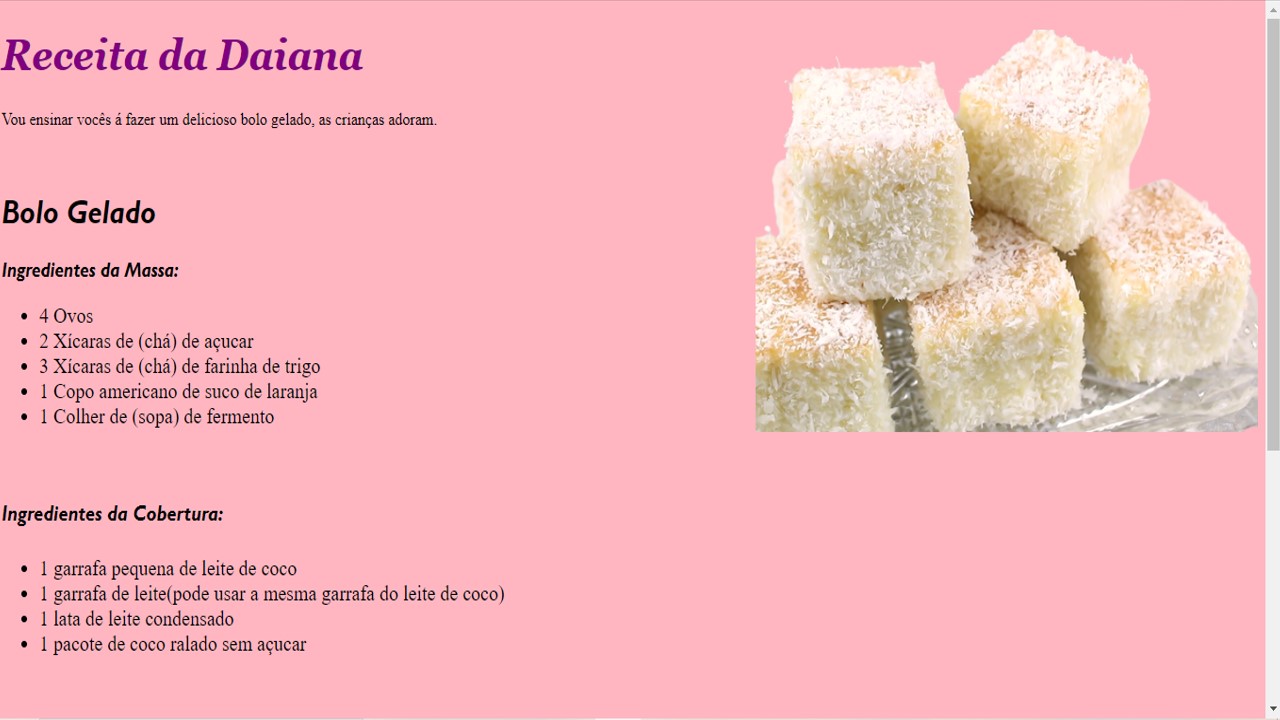 Receita da Daiana
Vou ensinar vocês á fazer um delicioso bolo gelado, as crianças adoram.
Bolo Gelado
Ingredientes da Massa:
4 Ovos
2 Xícaras de (chá) de açucar
3 Xícaras de (chá) de farinha de trigo
1 Copo americano de suco de laranja
1 Colher de (sopa) de fermento
Ingredientes da Cobertura:
1 garrafa pequena de leite de coco
1 garrafa de leite(pode usar a mesma garrafa do leite de coco)
1 lata de leite condensado
1 pacote de coco ralado sem açucar